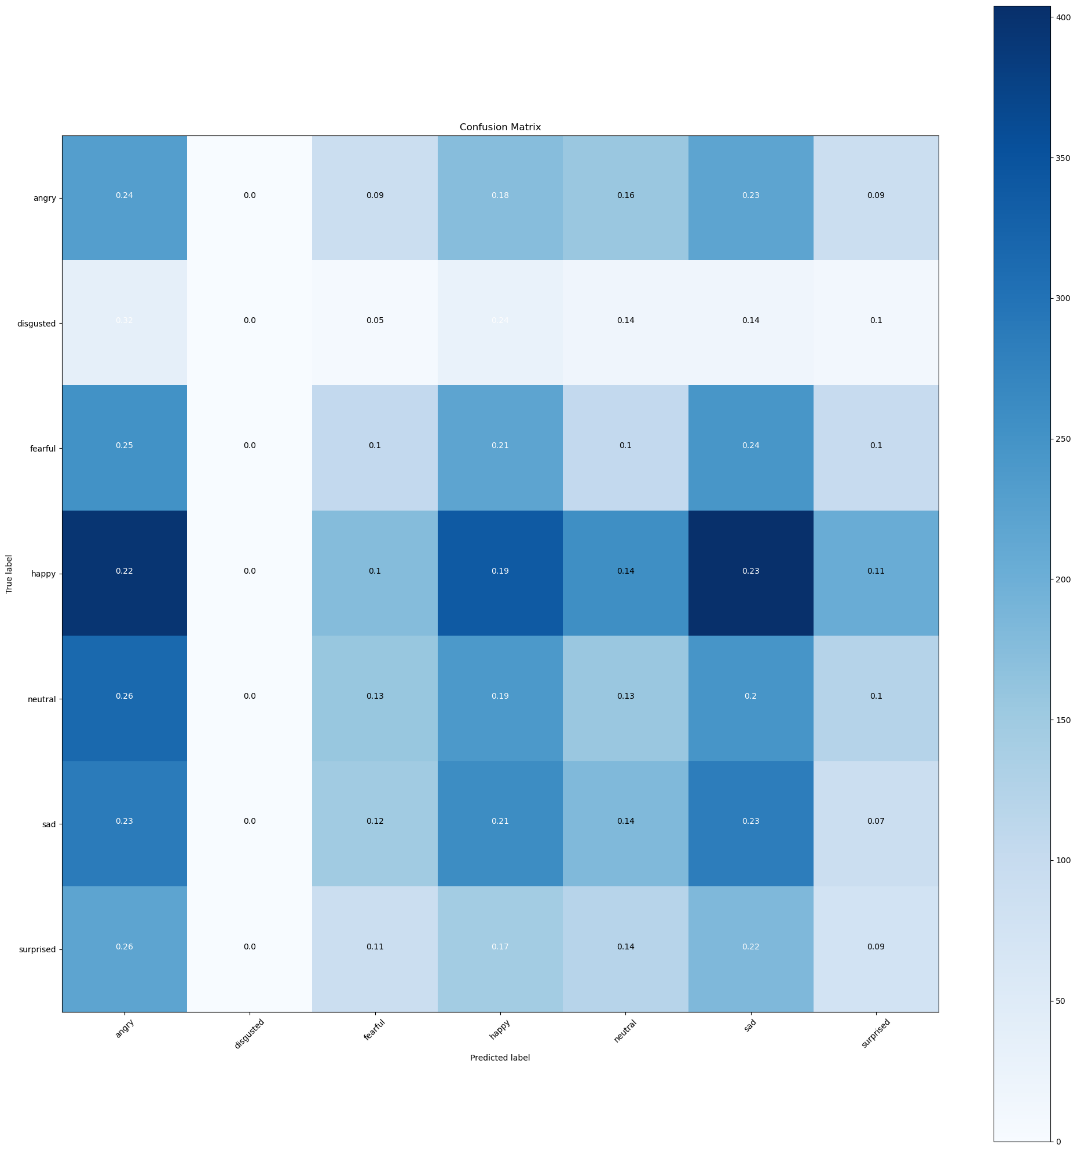 Confusion Matrix
angry 0.24 0.0 0.09 0.18 0.16 0.23 0.09
disgusted 0.32 0.0 0.05 0.24 0.14 0.14 0.1
fearful 0.25 0.0 0.1 0.21 0.1 0.24 0.1
happy 0.22 0.0 0.1 0.19 0.14 0.23 0.11
neutral 0.26 0.0 0.13 0.19 0.13 0.2 0.1
sad 0.23 0.0 0.12 0.21 0.14 0.23 0.07
surprised 0.26 0.0 0.11 0.17 0.14 0.22 0.09
True label
angry disgusted fearful happy neutral sad surprised
Predicted label
400
350
300
250
200
150
100
50
0